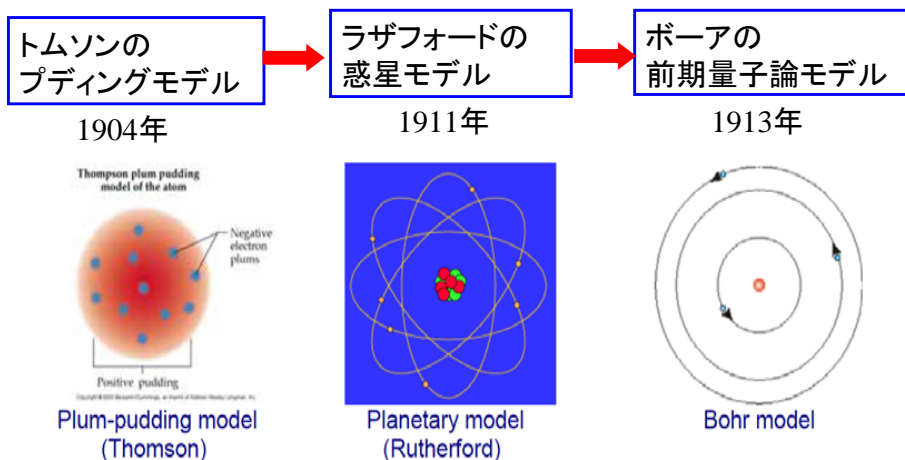 トムソンの
プディングモデル
ラザフォードの
惑星モデル
ボーアの
前期量子論モデル
1904年
1911年
1913年
Thompson plum pudding
model of the atom
Negative
electron
plums
Positive pudding
Plum-pudding model
(Thomson)
Planetary model
(Rutherford)
Bohr model